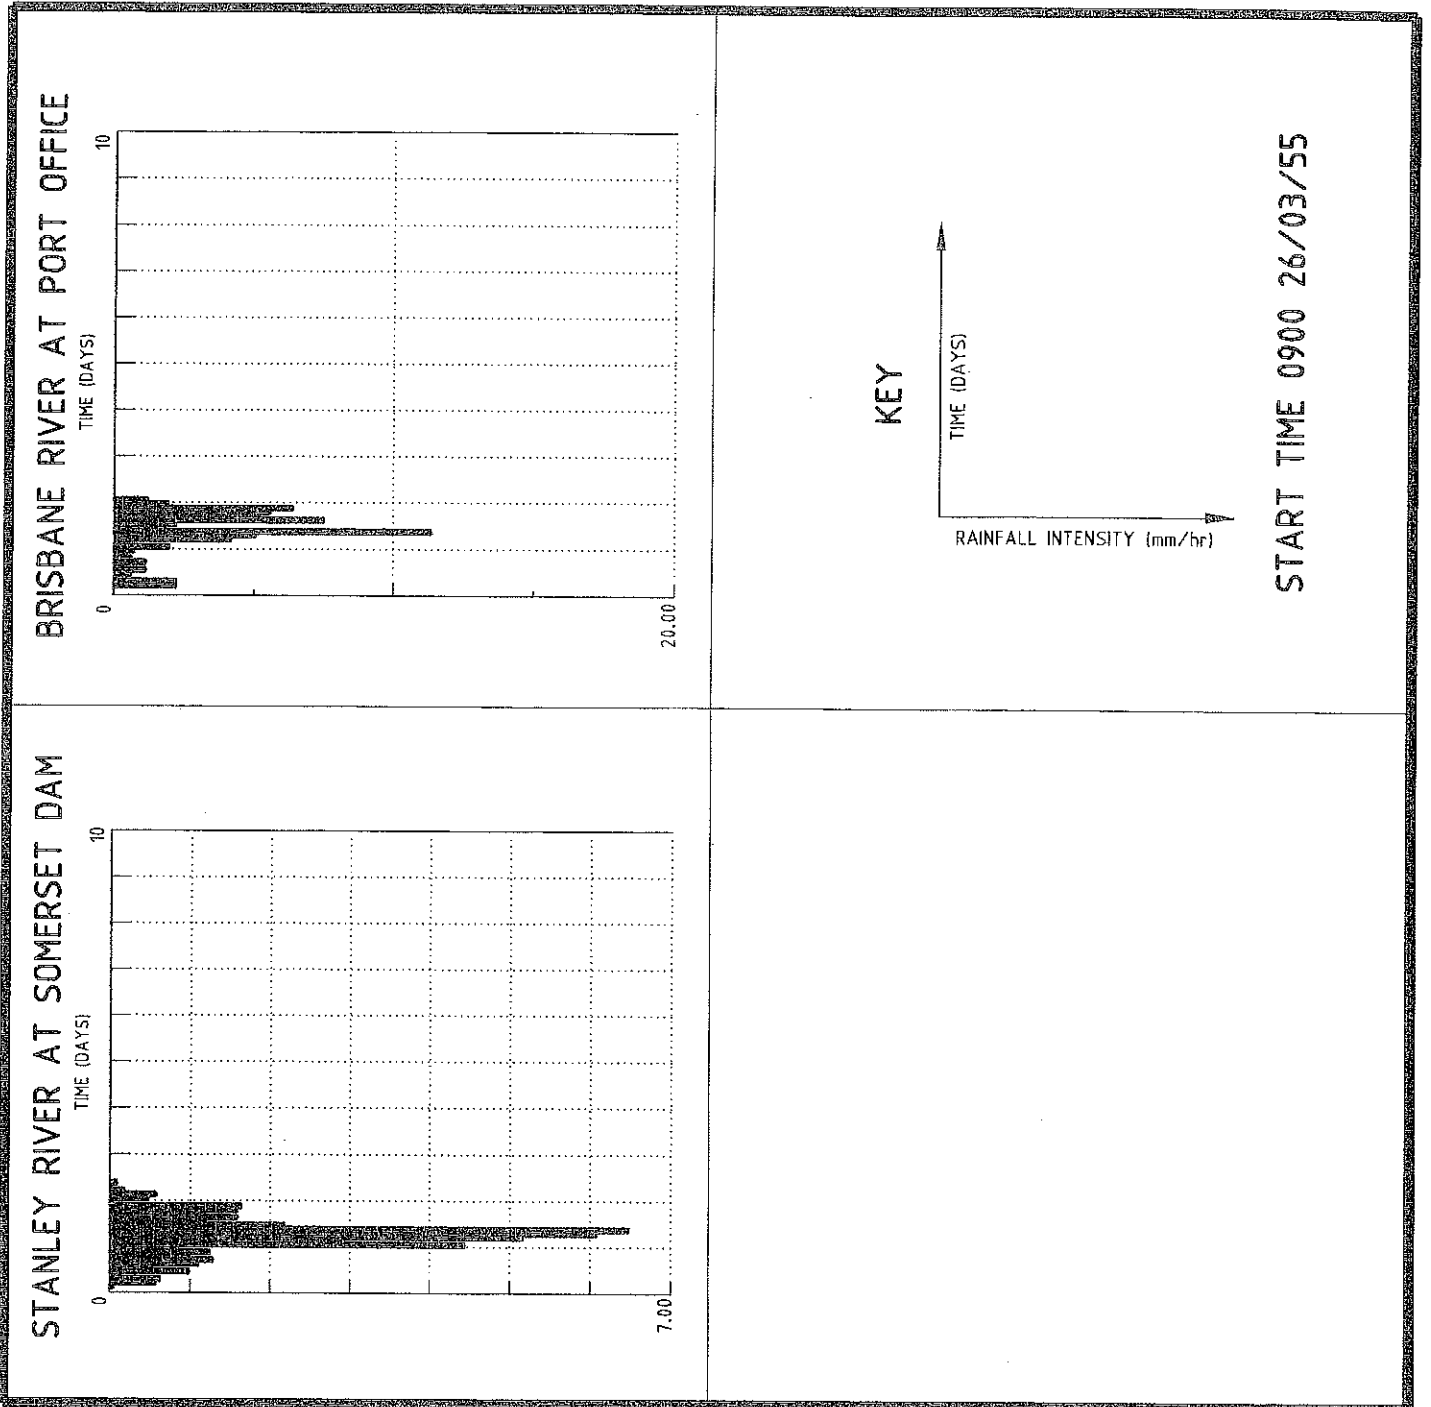 STANLEY RIVER AT SOMERSET DAM
TIME (DAYS)
0
10
7.00
BRISBANE RIVER AT PORT OFFICE
TIME (DAYS)
0
10
20.00
KEY
TIME (DAYS)
RAINFALL INTENSITY (mm/hr)
START TIME 0900 26/03/55